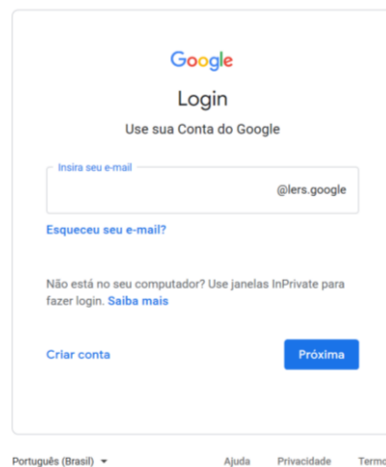 Google
Login
Use sua Conta do Google
Insira seu e-mail
@lers.google
Esqueceu seu e-mail?
Não está no seu computador? Use janelas InPrivate para
fazer login. Saiba mais
Criar conta Próxima
Português (Brasil) Ajuda Privacidade Termo